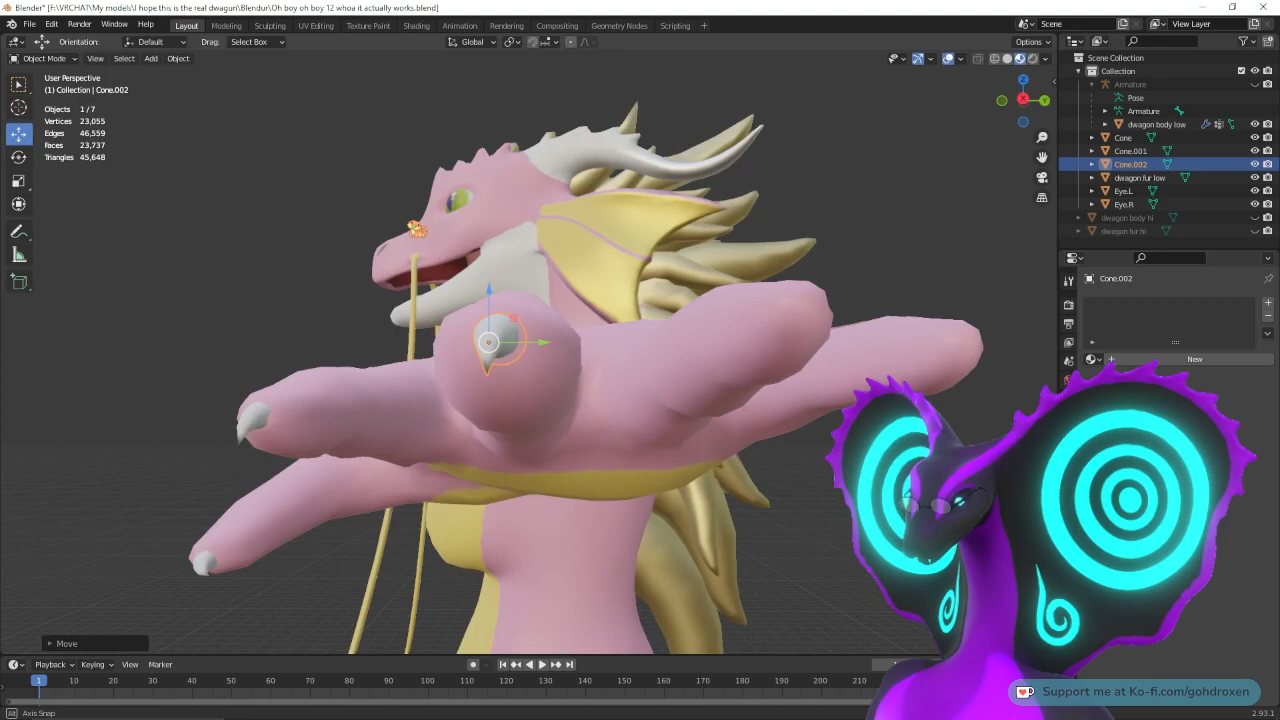 Blender* [F:\VRCHAT\My models\I hope this is the real dwagon\Blendur\Oh boy oh boy 12 whoa it actually works.blend]
File Edit Render Window Help Layout Modeling Sculpting UV Editing Texture Paint Shading Animation Rendering Compositing Geometry Nodes Scripting + Scene View Layer
Orientation: Default Drag: Select Box Global Options
Object Mode View Select Add Object
User Perspective
(1) Collection | Cone.002
Objects 1 / 7
Vertices 23,055
Edges 46,559
Faces 23,737
Triangles 45,648
Z
X
Y
Scene Collection
Collection
Armature
Pose
Armature
dwagon body low
Cone
Cone.001
Cone.002
dwagon fur low
Eye.L
Eye.R
dwagon body hi
dwagon fur hi
Cone.002
New
Move
Playback Keying View Marker
1 10 20 30 40 50 60 70 80 90 100 110 120 130 140 150 160 170 180 190 200 210
Axis Snap
Support me at Ko-fi.com/gohdroxen
2.93.1